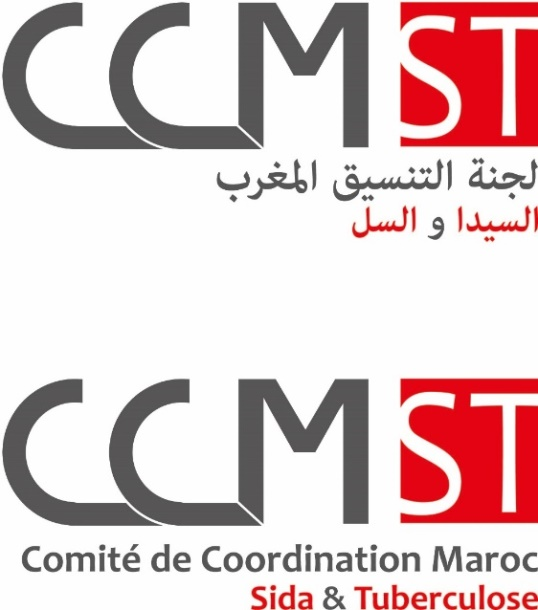 CCMST
لجنة التنسيق المغرب
السيدا و السل
CCMST
Comité de Coordination Maroc
Sida & Tuberculose